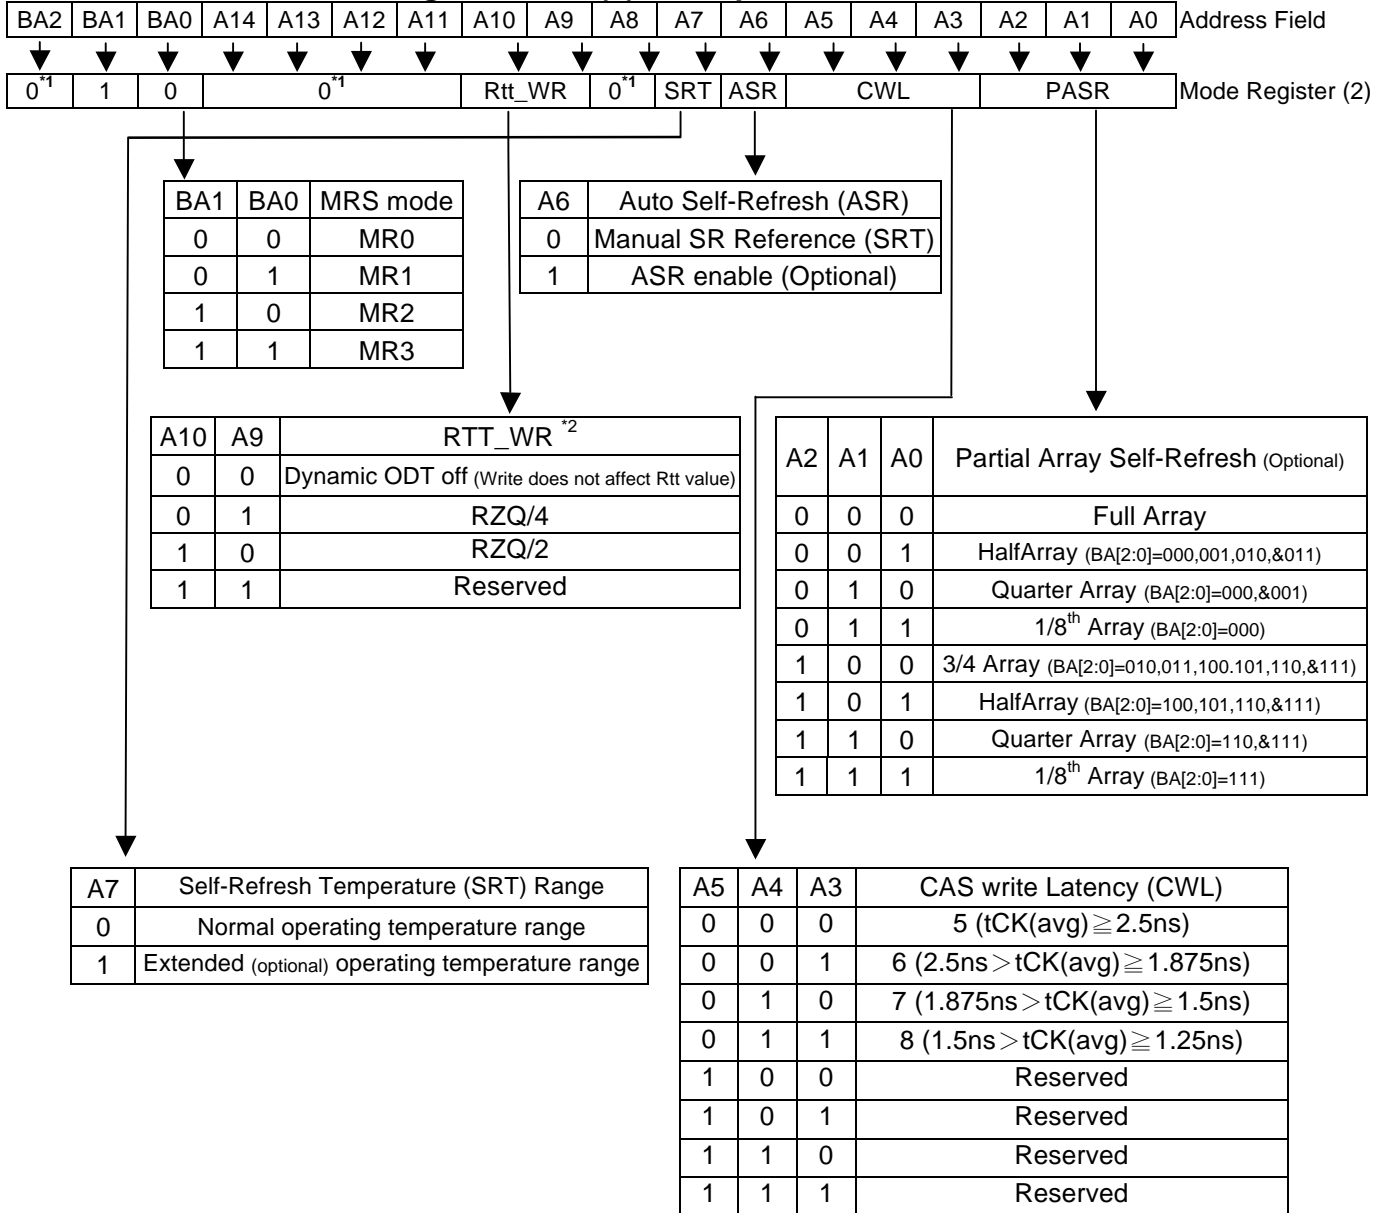 BA2 BA1 BA0 A14 A13 A12 A11 A10 A9 A8 A7 A6 A5 A4 A3 A2 A1 A0 Address Field
0*1 1 0 0*1 Rtt_WR 0*1 SRT ASR CWL PASR Mode Register (2)
BA1 BA0 MRS mode
0 0 MR0
0 1 MR1
1 0 MR2
1 1 MR3
A6 Auto Self-Refresh (ASR)
0 Manual SR Reference (SRT)
1 ASR enable (Optional)
A10 A9 RTT_WR *2
0 0 Dynamic ODT off (Write does not affect Rtt value)
0 1 RZQ/4
1 0 RZQ/2
1 1 Reserved
A2 A1 A0 Partial Array Self-Refresh (Optional)
0 0 0 Full Array
0 0 1 HalfArray (BA[2:0]=000,001,010,&011)
0 1 0 Quarter Array (BA[2:0]=000,&001)
0 1 1 1/8th Array (BA[2:0]=000)
1 0 0 3/4 Array (BA[2:0]=010,011,100.101,110,&111)
1 0 1 HalfArray (BA[2:0]=100,101,110,&111)
1 1 0 Quarter Array (BA[2:0]=110,&111)
1 1 1 1/8th Array (BA[2:0]=111)
A7 Self-Refresh Temperature (SRT) Range
0 Normal operating temperature range
1 Extended (optional) operating temperature range
A5 A4 A3 CAS write Latency (CWL)
0 0 0 5 (tCK(avg)≧2.5ns)
0 0 1 6 (2.5ns>tCK(avg)≧1.875ns)
0 1 0 7 (1.875ns>tCK(avg)≧1.5ns)
0 1 1 8 (1.5ns>tCK(avg)≧1.25ns)
1 0 0 Reserved
1 0 1 Reserved
1 1 0 Reserved
1 1 1 Reserved